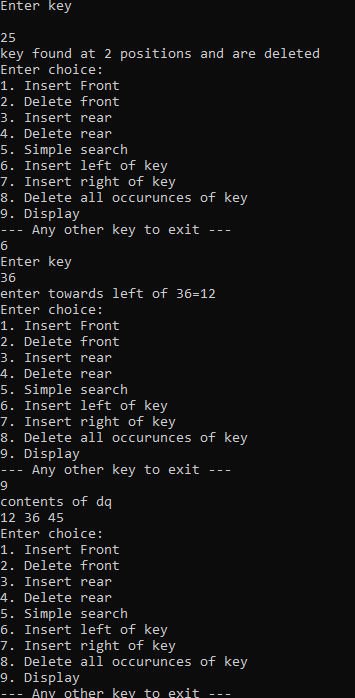 Enter key

25
key found at 2 positions and are deleted
Enter choice:
1. Insert Front
2. Delete front
3. Insert rear
4. Delete rear
5. Simple search
6. Insert left of key
7. Insert right of key
8. Delete all occurunces of key
9. Display
--- Any other key to exit ---
6
Enter key
36
enter towards left of 36=12
Enter choice:
1. Insert Front
2. Delete front
3. Insert rear
4. Delete rear
5. Simple search
6. Insert left of key
7. Insert right of key
8. Delete all occurunces of key
9. Display
--- Any other key to exit ---
9
contents of dq
12 36 45
Enter choice:
1. Insert Front
2. Delete front
3. Insert rear
4. Delete rear
5. Simple search
6. Insert left of key
7. Insert right of key
8. Delete all occurunces of key
9. Display
--- Any other key to exit ---